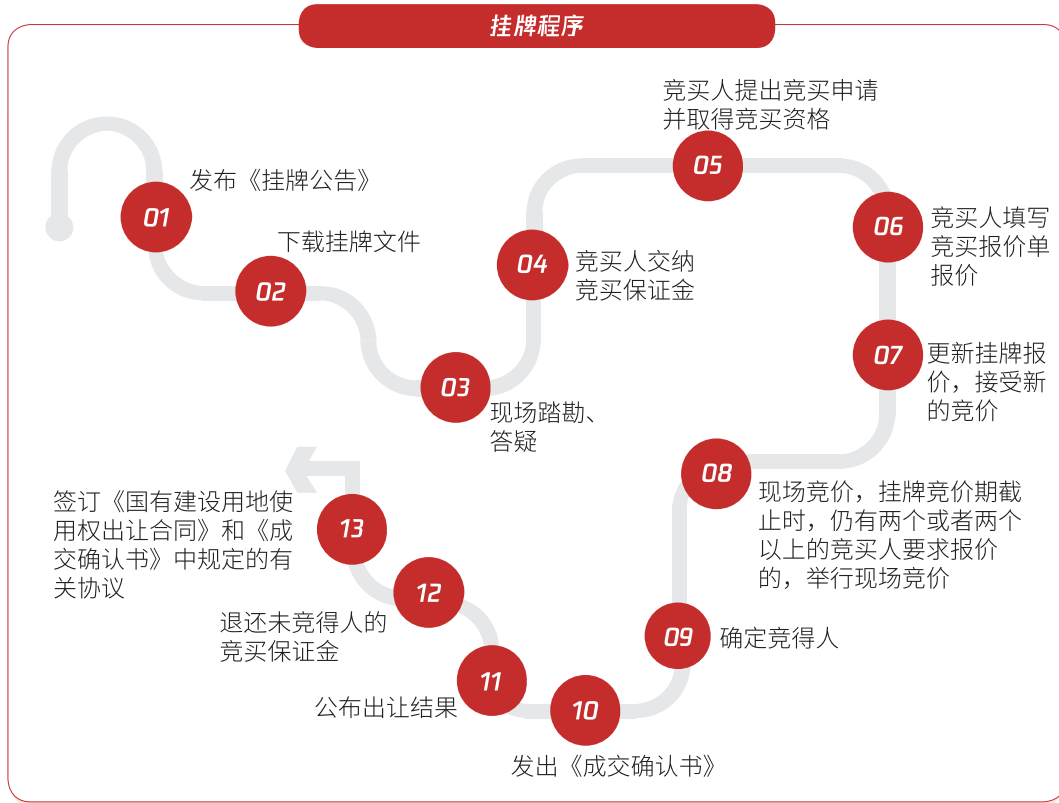 挂牌程序
01
发布《挂牌公告》
02
下载挂牌文件
03
现场踏勘、
答疑
04
竞买人交纳
竞买保证金
05
竞买人提出竞买申请
并取得竞买资格
06
竞买人填写
竞买报价单
报价
07
更新挂牌报
价，接受新
的竞价
08
现场竞价，挂牌竞价期截
止时，仍有两个或者两个
以上的竞买人要求报价
的，举行现场竞价
09
确定竞得人
10
发出《成交确认书》
11
公布出让结果
12
退还未竞得人的
竞买保证金
13
签订《国有建设用地使
用权出让合同》和《成
交确认书》中规定的有
关协议